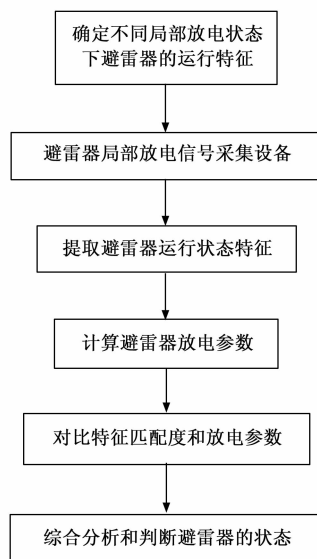 确定不同局部放电状态
下避雷器的运行特征
避雷器局部放电信号采集设备
提取避雷器运行状态特征
计算避雷器放电参数
对比特征匹配度和放电参数
综合分析和判断避雷器的状态